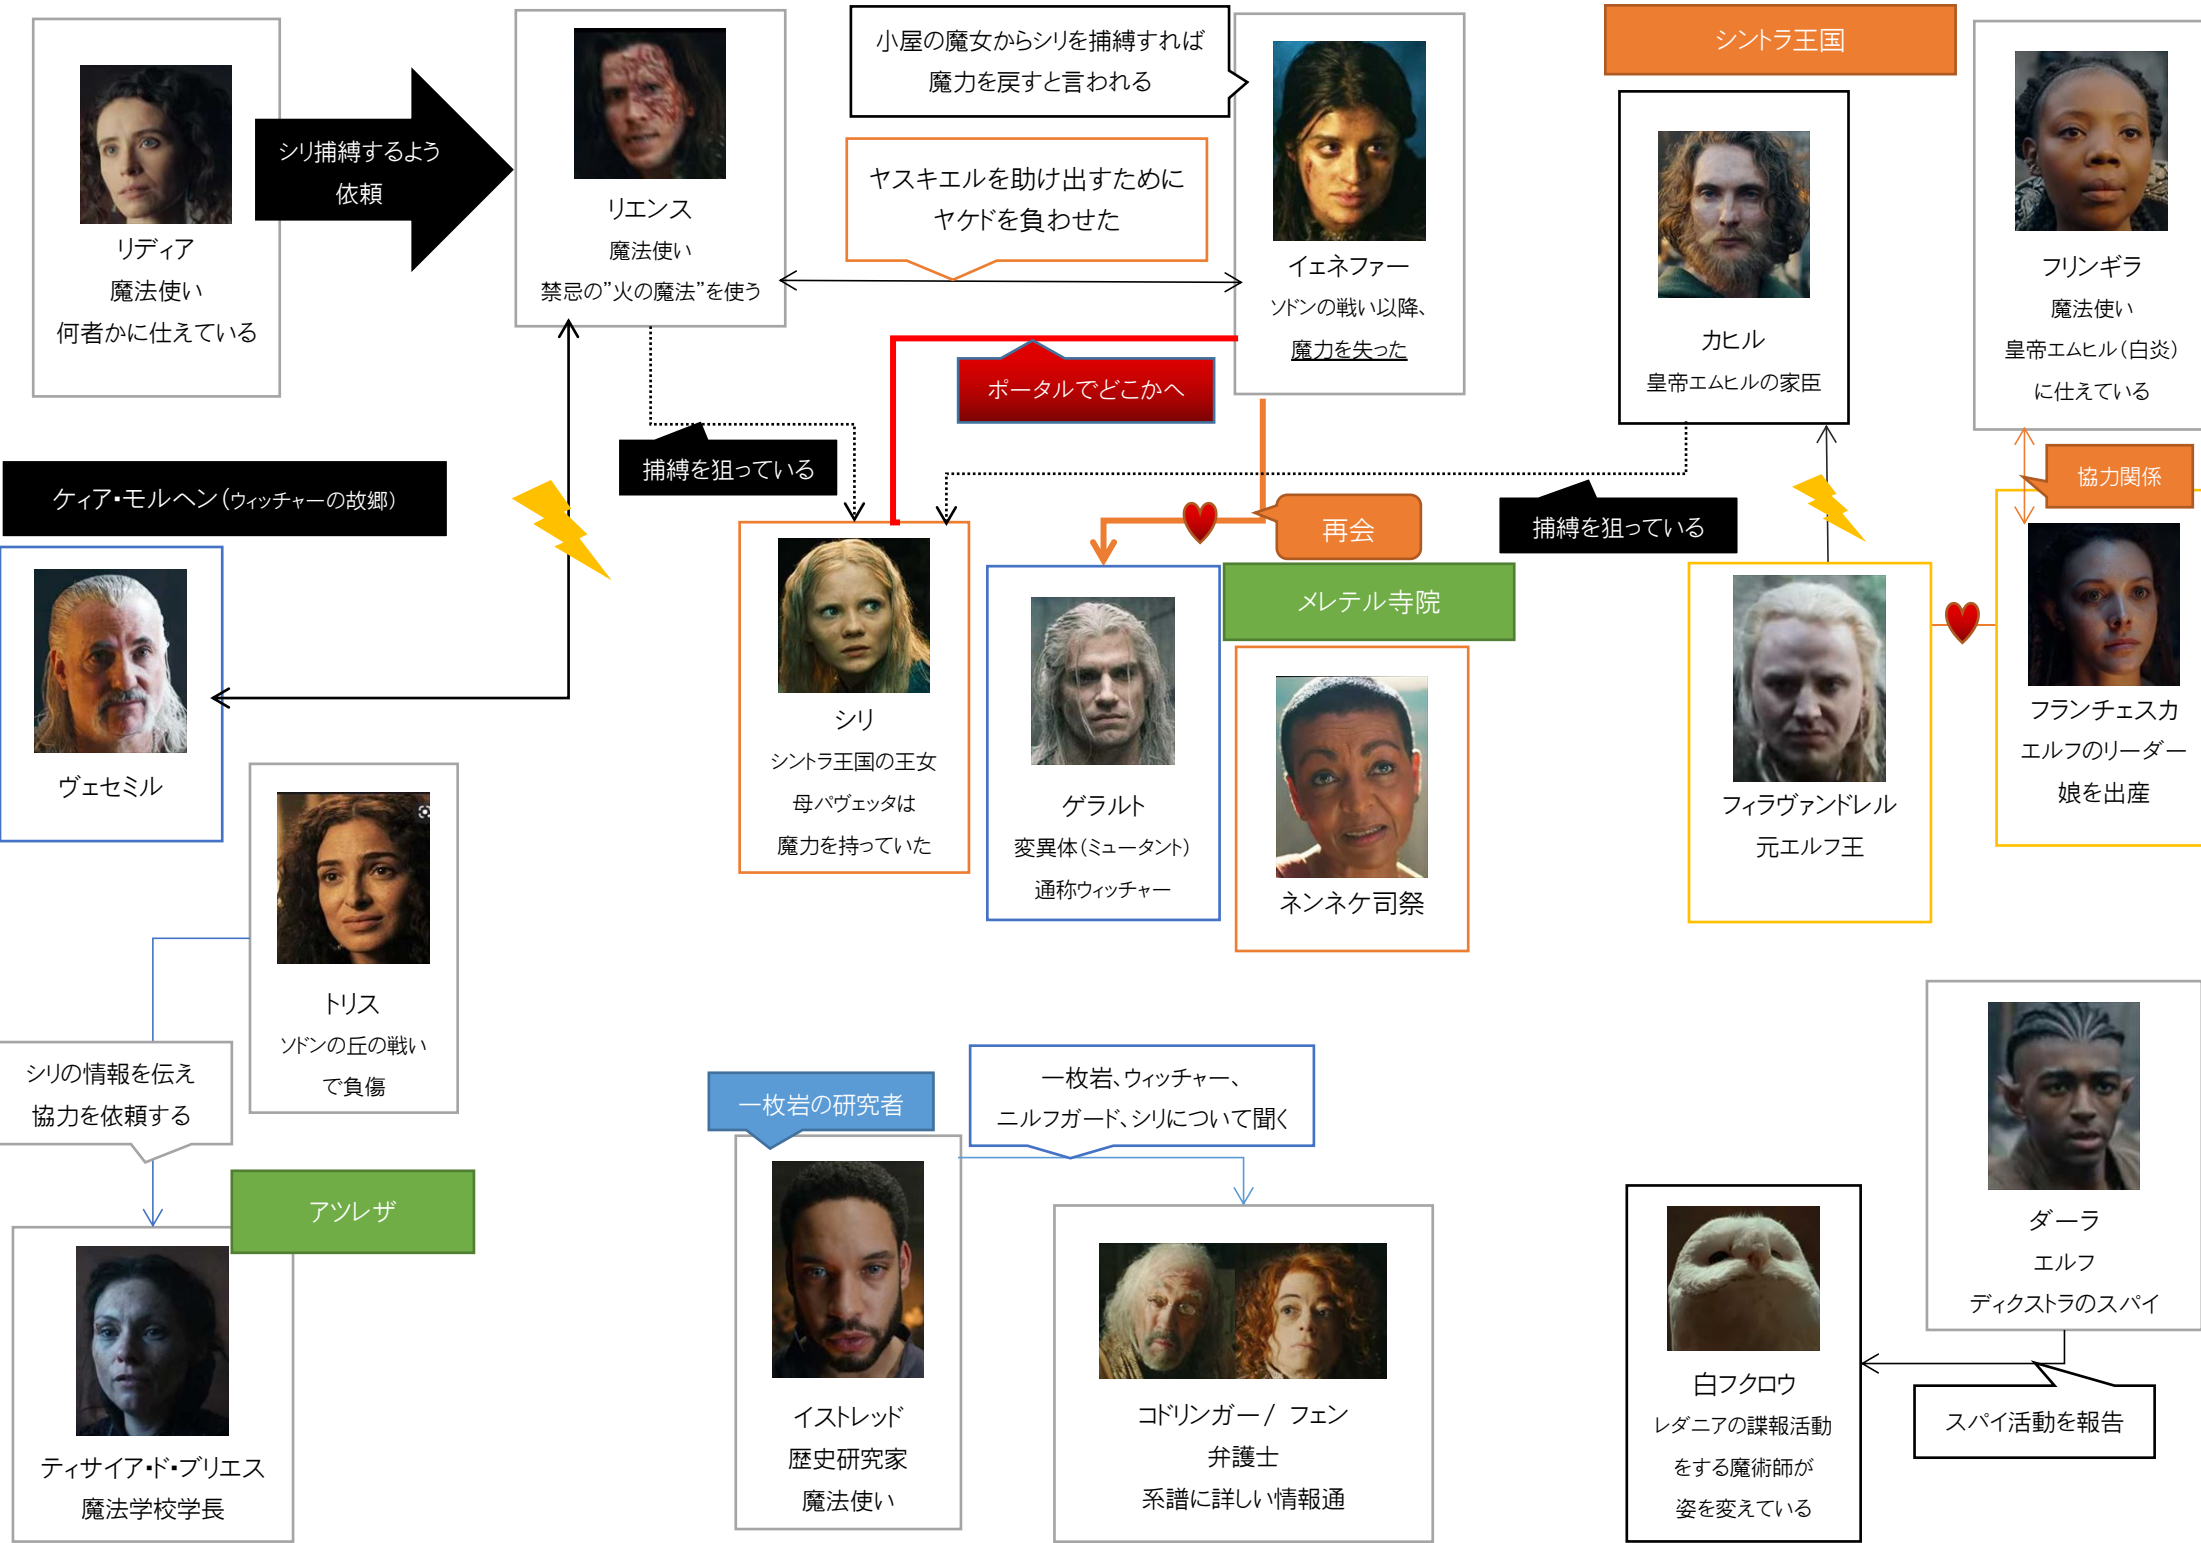 シントラ王国
小屋の魔女からシリを捕縛すれば
魔力を戻すと言われる
シリ捕縛するよう
依頼
ヤスキエルを助け出すために
ヤケドを負わせた
リディア
魔法使い
何者かに仕えている
リエンス
魔法使い
禁忌の”火の魔法”を使う
イェネファー
ソドンの戦い以降、
魔力を失った
カヒル
皇帝エムヒルの家臣
フリンギラ
魔法使い
皇帝エムヒル(白炎)
に仕えている
ポータルでどこかへ
捕縛を狙っている
協力関係
ケィア・モルヘン(ウィッチャーの故郷)
再会
捕縛を狙っている
メレテル寺院
ヴェセミル
シリ
シントラ王国の王女
母パヴェッタは
魔力を持っていた
ゲラルト
変異体(ミュータント)
通称ウィッチャー
ネンネケ司祭
フィラヴァンドレル
元エルフ王
フランチェスカ
エルフのリーダー
娘を出産
トリス
ソドンの丘の戦い
で負傷
シリの情報を伝え
協力を依頼する
アツレザ
ティサイア・ド・ブリエス
魔法学校学長
一枚岩の研究者
一枚岩、ウィッチャー、
ニルフガード、シリについて聞く
イストレッド
歴史研究家
魔法使い
コドリンガー/ フェン
弁護士
系譜に詳しい情報通
ダーラ
エルフ
ディクストラのスパイ
白フクロウ
レダニアの諜報活動
をする魔術師が
姿を変えている
スパイ活動を報告